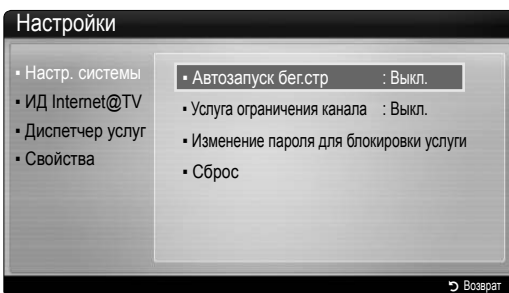 Настройки
▪ Настр. системы
▪ ИД Internet@TV
▪ Диспетчер услуг
▪ Свойства
▪ Автозапуск бег.стр : Выкл.
▪ Услуга ограничения канала : Выкл.
▪ Изменение пароля для блокировки услуги
▪ Сброс
Возврат